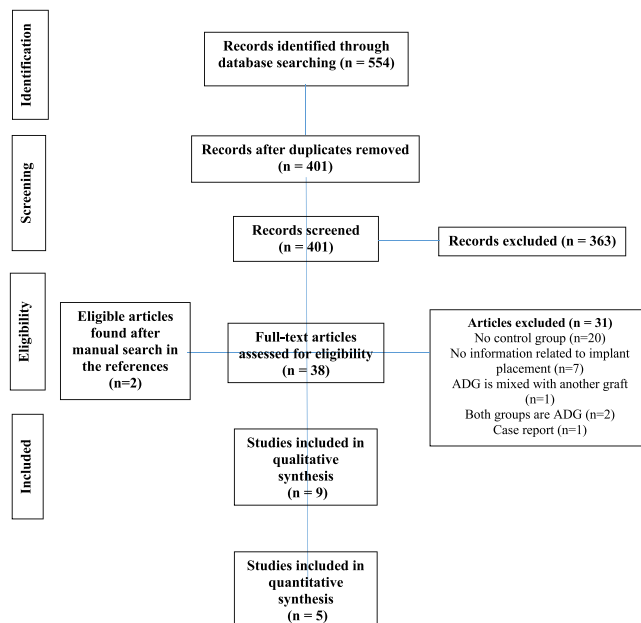 Identification
Records identified through
database searching (n = 554)
Screening
Records after duplicates removed
(n = 401)
Records screened
(n = 401)
Records excluded (n = 363)
Eligibility
Eligible articles
found after
manual search in
the references
(n=2)
Full-text articles
assessed for eligibility
(n = 38)
Articles excluded (n = 31)
No control group (n=20)
No information related to implant
placement (n=7)
ADG is mixed with another graft
(n=1)
Both groups are ADG (n=2)
Case report (n=1)
Included
Studies included in
qualitative
synthesis
(n = 9)
Studies included in
quantitative
synthesis
(n = 5)